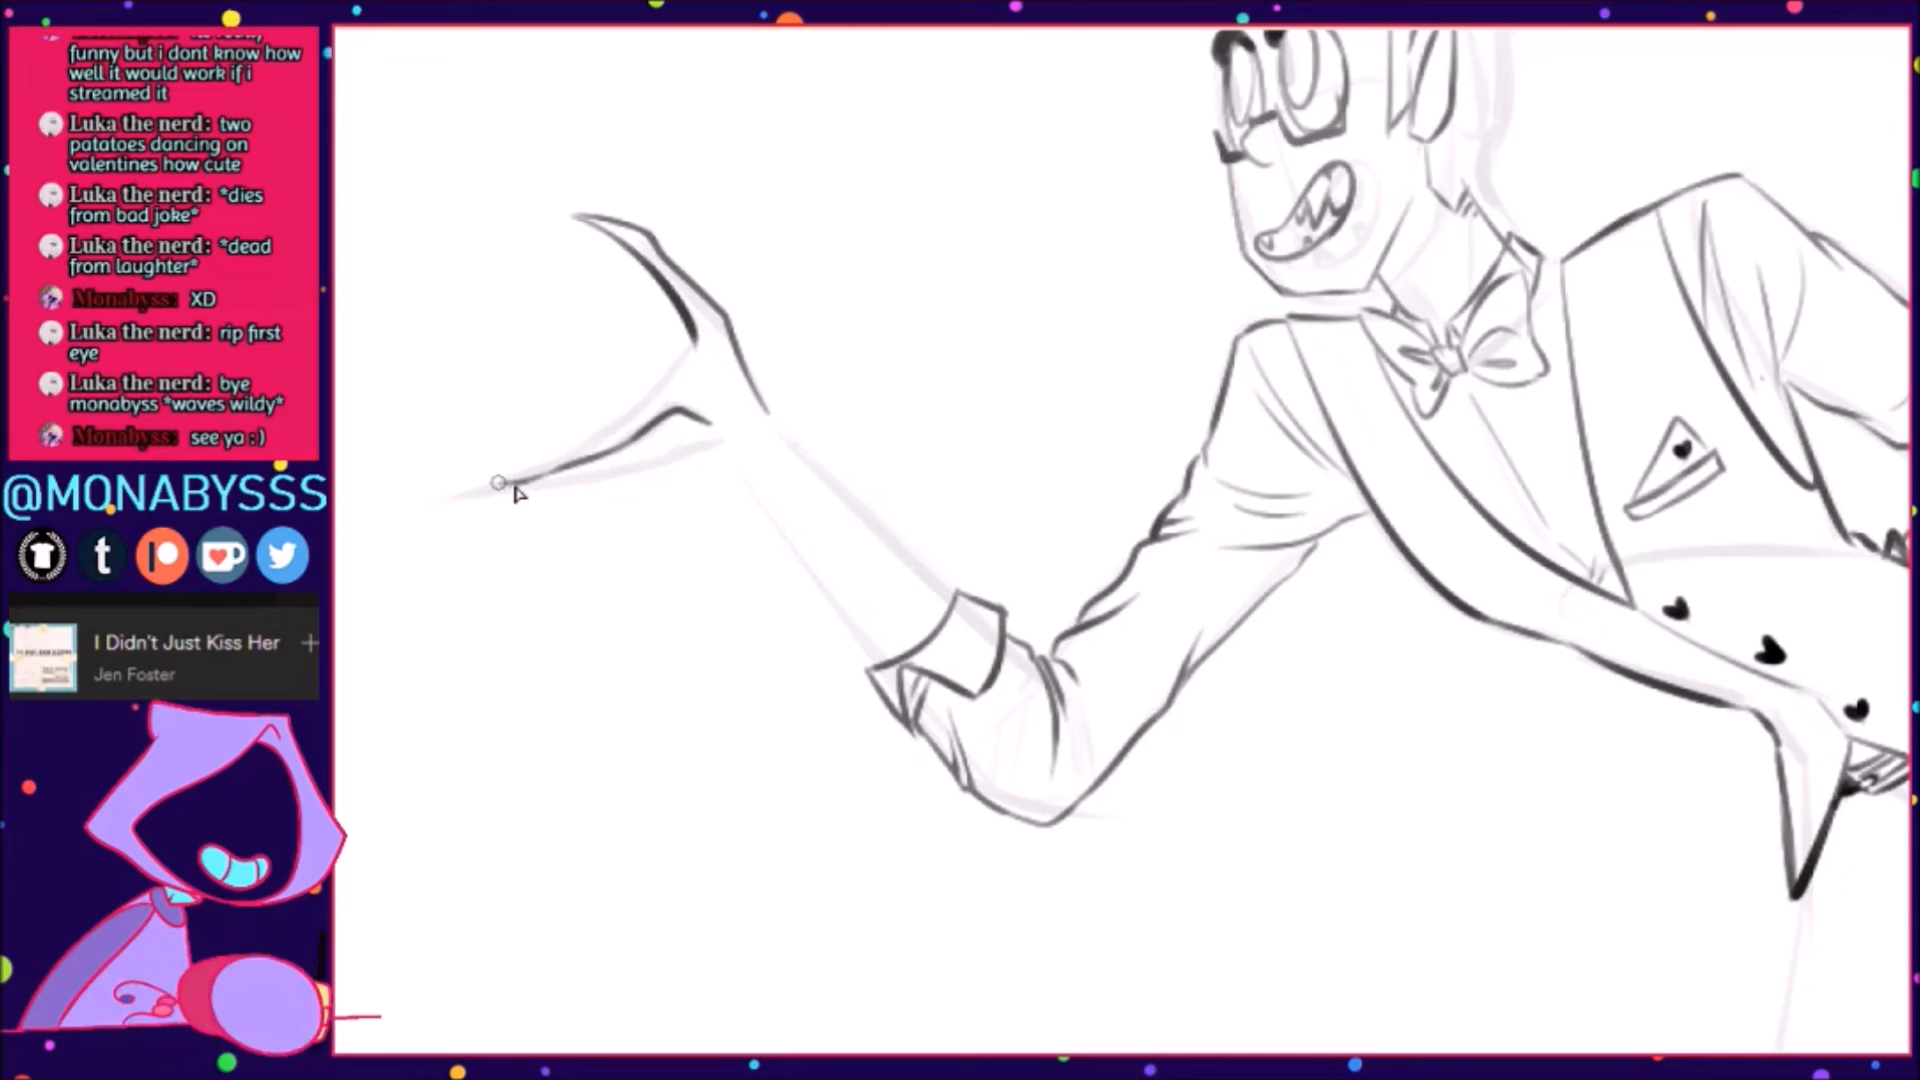 funny but i dont know how
well it would work if i
streamed it
Luka the nerd: two
patatoes dancing on
valentines how cute
Luka the nerd: *dies
from bad joke*
Luka the nerd: *dead
from laughter*
Monabyss: XD
Luka the nerd: rip first
eye
Luka the nerd: bye
monabyss *waves wildy*
Monabyss: see ya :)
@MONABYSSS
I Didn't Just Kiss Her
Jen Foster